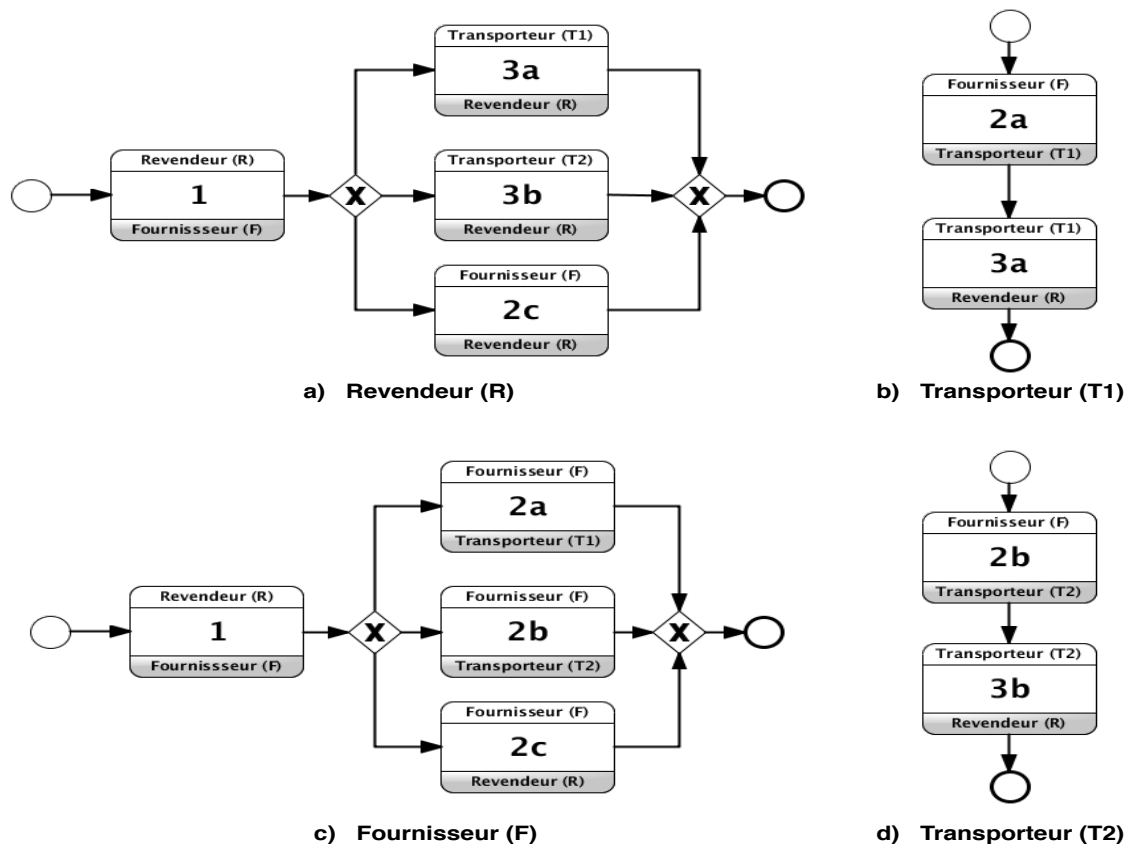 Transporteur (T1)
3a
Revendeur (R)
Revendeur (R)
1
Fournissseur (F)
X
Transporteur (T2)
3b
Revendeur (R)
X
Fournisseur (F)
2c
Revendeur (R)
a) Revendeur (R)
Fournisseur (F)
2a
Transporteur (T1)
Transporteur (T1)
3a
Revendeur (R)
b) Transporteur (T1)
Fournisseur (F)
2a
Transporteur (T1)
Revendeur (R)
1
Fournissseur (F)
X
Fournisseur (F)
2b
Transporteur (T2)
X
Fournisseur (F)
2c
Revendeur (R)
c) Fournisseur (F)
Fournisseur (F)
2b
Transporteur (T2)
Transporteur (T2)
3b
Revendeur (R)
d) Transporteur (T2)